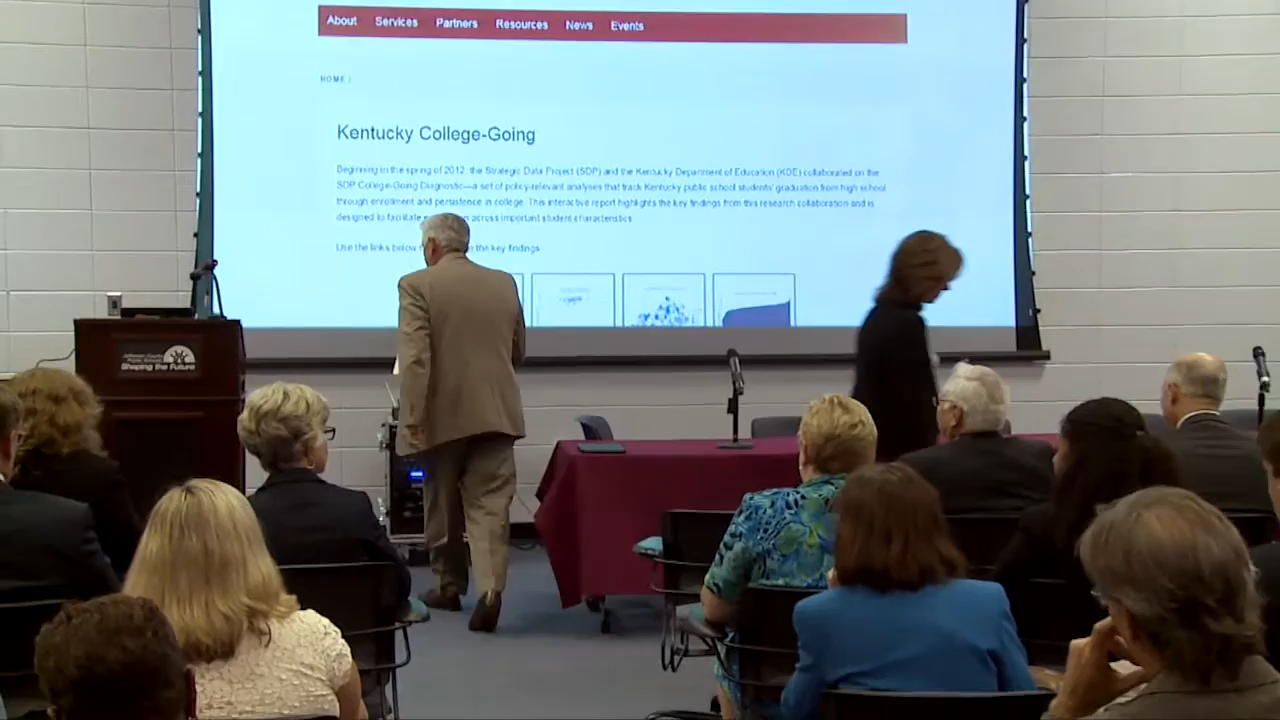 About Services Partners Resources News Events
HOME /
Kentucky College-Going
Beginning in the spring of 2012, the Strategic Data Project (SDP) and the Kentucky Department of Education (KDE) collaborated on the
SDP College-Going Diagnostic—a set of policy-relevant analyses that track Kentucky public school students' graduation from high school
through enrollment and persistence in college. This interactive report highlights the key findings from this research collaboration and is
designed to facilitate across important student characteristics
Use the links below the key findings
Jefferson County
Public Schools
Shaping the Future